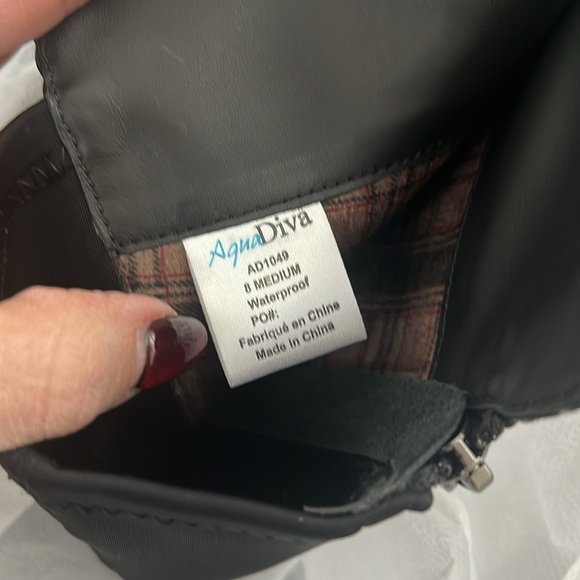 AquaDiva
AD1049
8 MEDIUM
Waterproof
PO#:
Fabriqué en Chine
Made in China